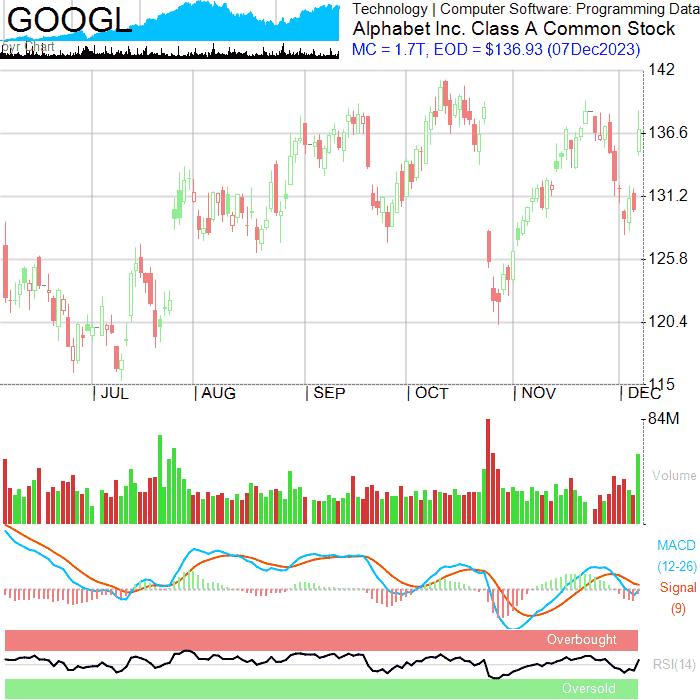 GOOGL
Technology | Computer Software: Programming Data
Alphabet Inc. Class A Common Stock
MC = 1.7T, EOD = $136.93 (07Dec2023)
Chart
142
136.6
131.2
125.8
120.4
115
JUL AUG SEP OCT NOV DEC
84M
Volume
MACD
(12-26)
Signal
(9)
Overbought
RSI(14)
Oversold